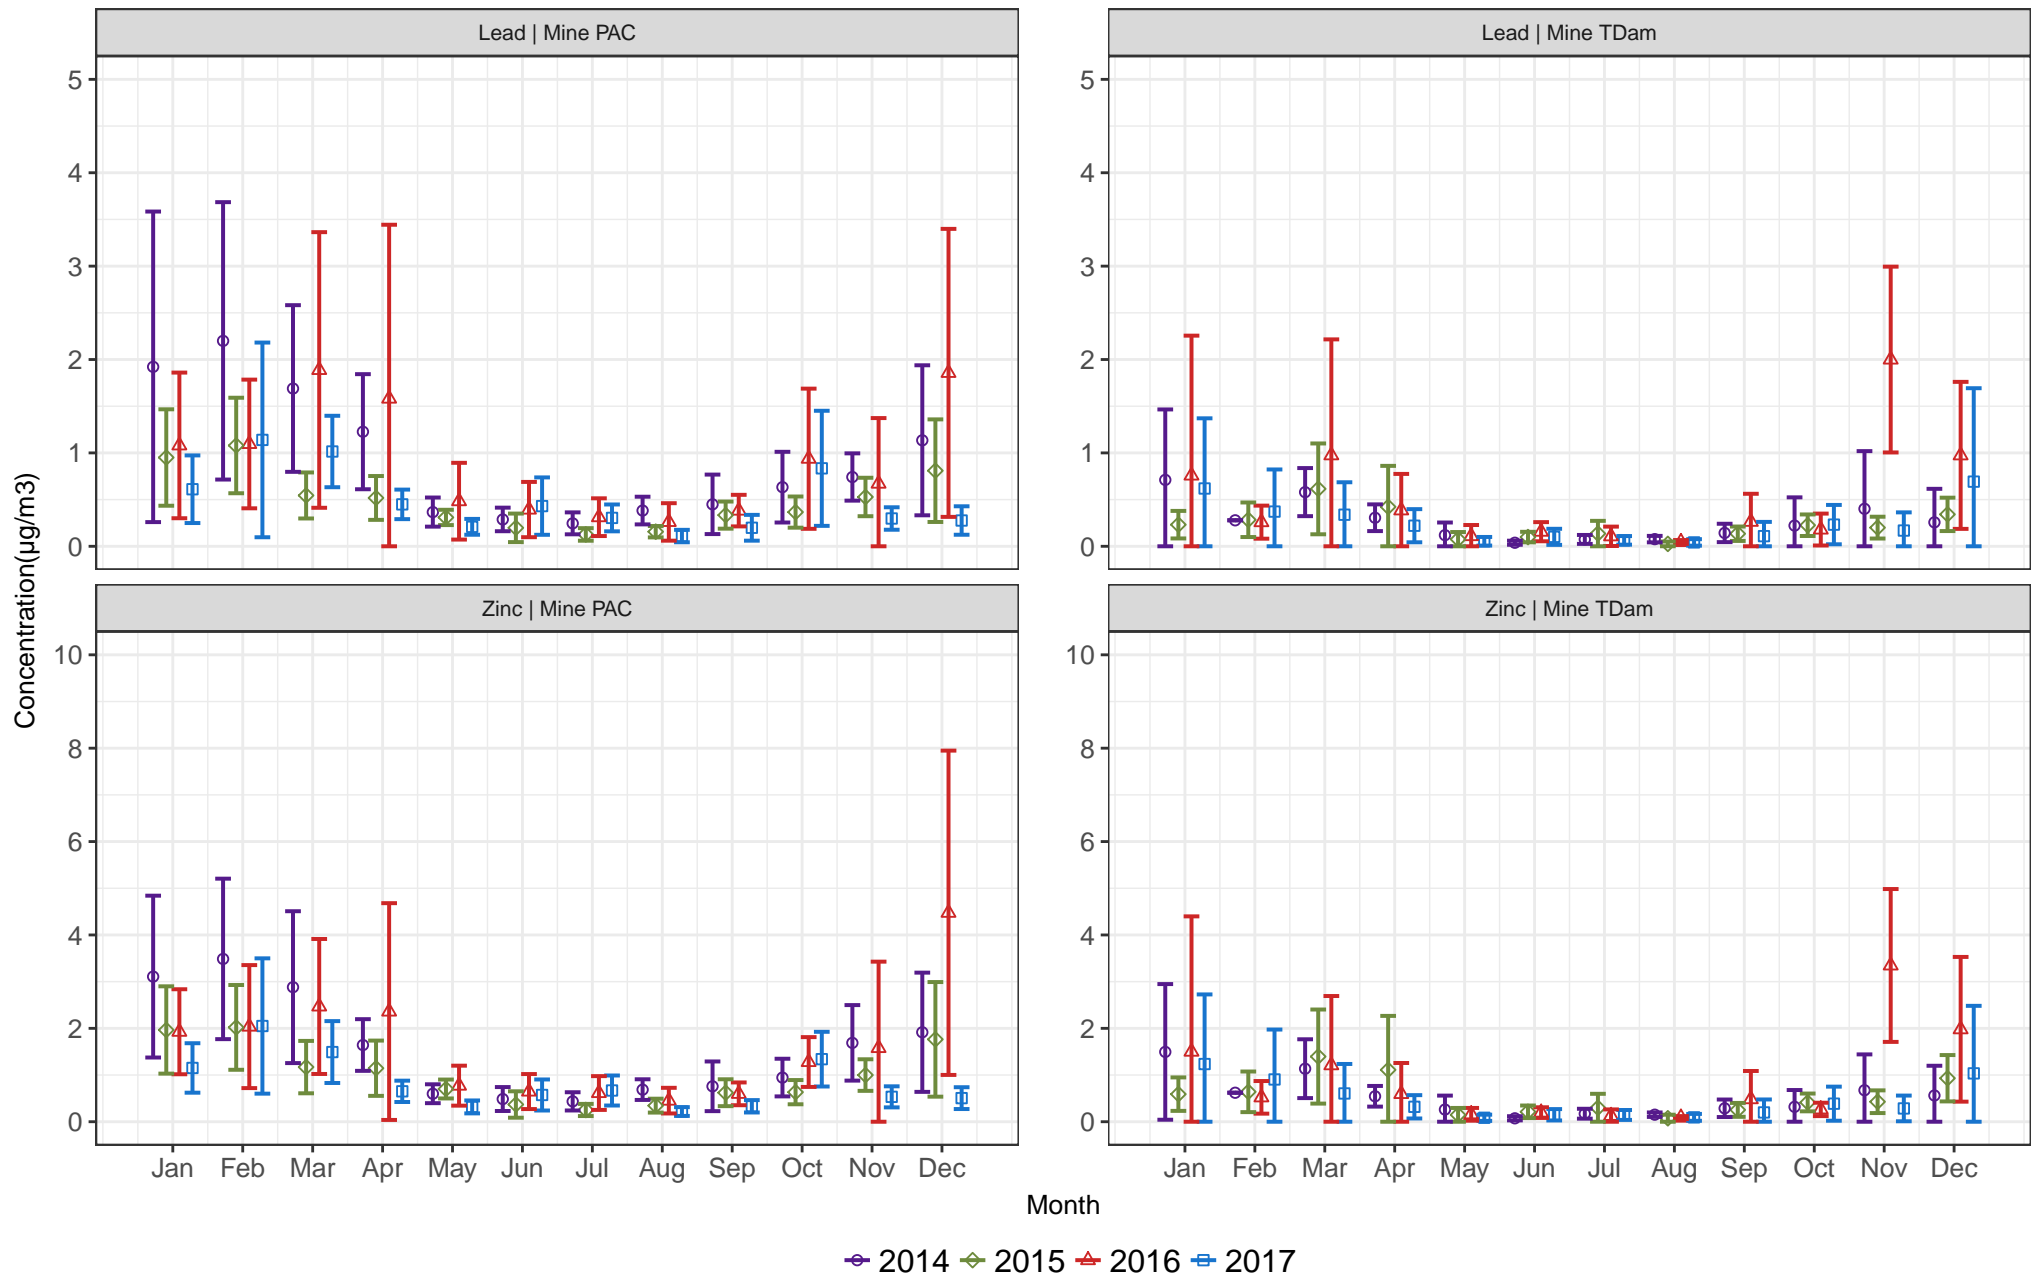 Lead | Mine PAC
Lead | Mine TDam
5
4
3
2
1
0
5
4
3
2
1
0
Concentration(µg/m3)
Zinc | Mine PAC
Zinc | Mine TDam
10
8
6
4
2
0
10
8
6
4
2
0
Jan Feb Mar Apr May Jun Jul Aug Sep Oct Nov Dec
Jan Feb Mar Apr May Jun Jul Aug Sep Oct Nov Dec
Month
2014 2015 2016 2017